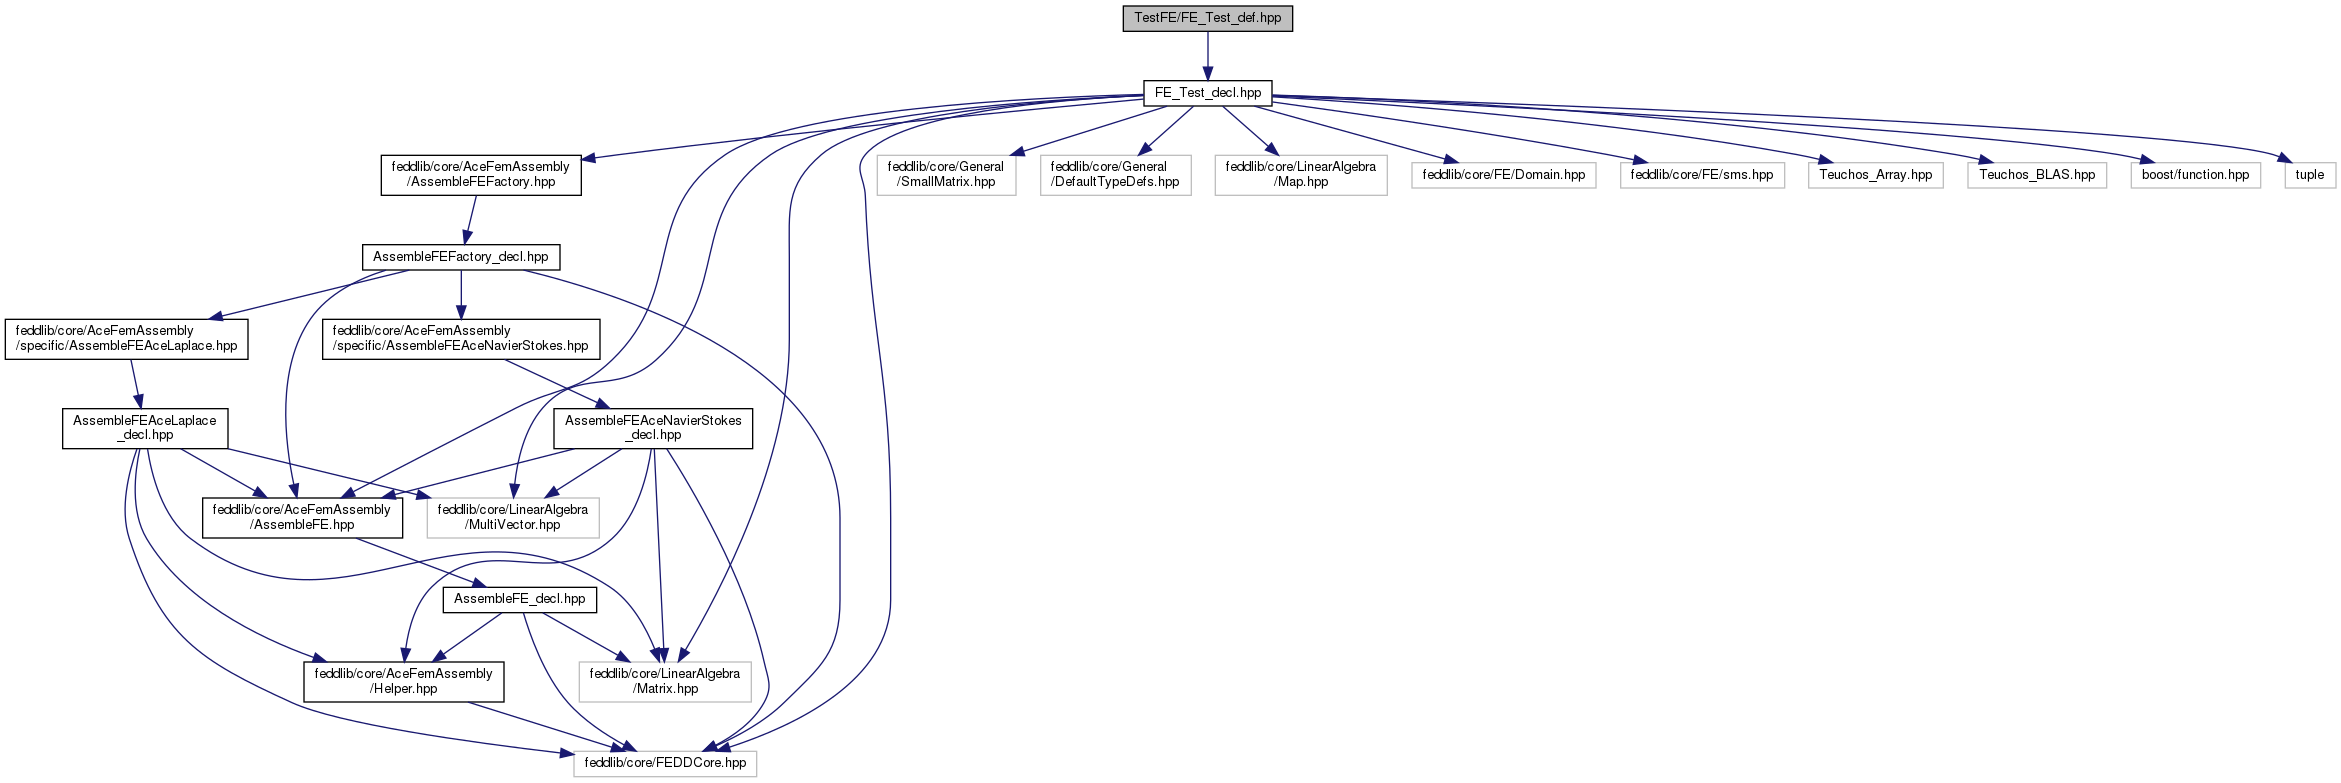 TestFE/FE_Test_def.hpp
FE_Test_decl.hpp
feddlib/core/AceFemAssembly
/AssembleFEFactory.hpp
feddlib/core/General
/SmallMatrix.hpp
feddlib/core/General
/DefaultTypeDefs.hpp
feddlib/core/LinearAlgebra
/Map.hpp
feddlib/core/FE/Domain.hpp
feddlib/core/FE/sms.hpp
Teuchos_Array.hpp
Teuchos_BLAS.hpp
boost/function.hpp
tuple
AssembleFEFactory_decl.hpp
feddlib/core/AceFemAssembly
/specific/AssembleFEAceLaplace.hpp
feddlib/core/AceFemAssembly
/specific/AssembleFEAceNavierStokes.hpp
AssembleFEAceLaplace
_decl.hpp
AssembleFEAceNavierStokes
_decl.hpp
feddlib/core/AceFemAssembly
/AssembleFE.hpp
feddlib/core/LinearAlgebra
/MultiVector.hpp
AssembleFE_decl.hpp
feddlib/core/AceFemAssembly
/Helper.hpp
feddlib/core/LinearAlgebra
/Matrix.hpp
feddlib/core/FEDDCore.hpp